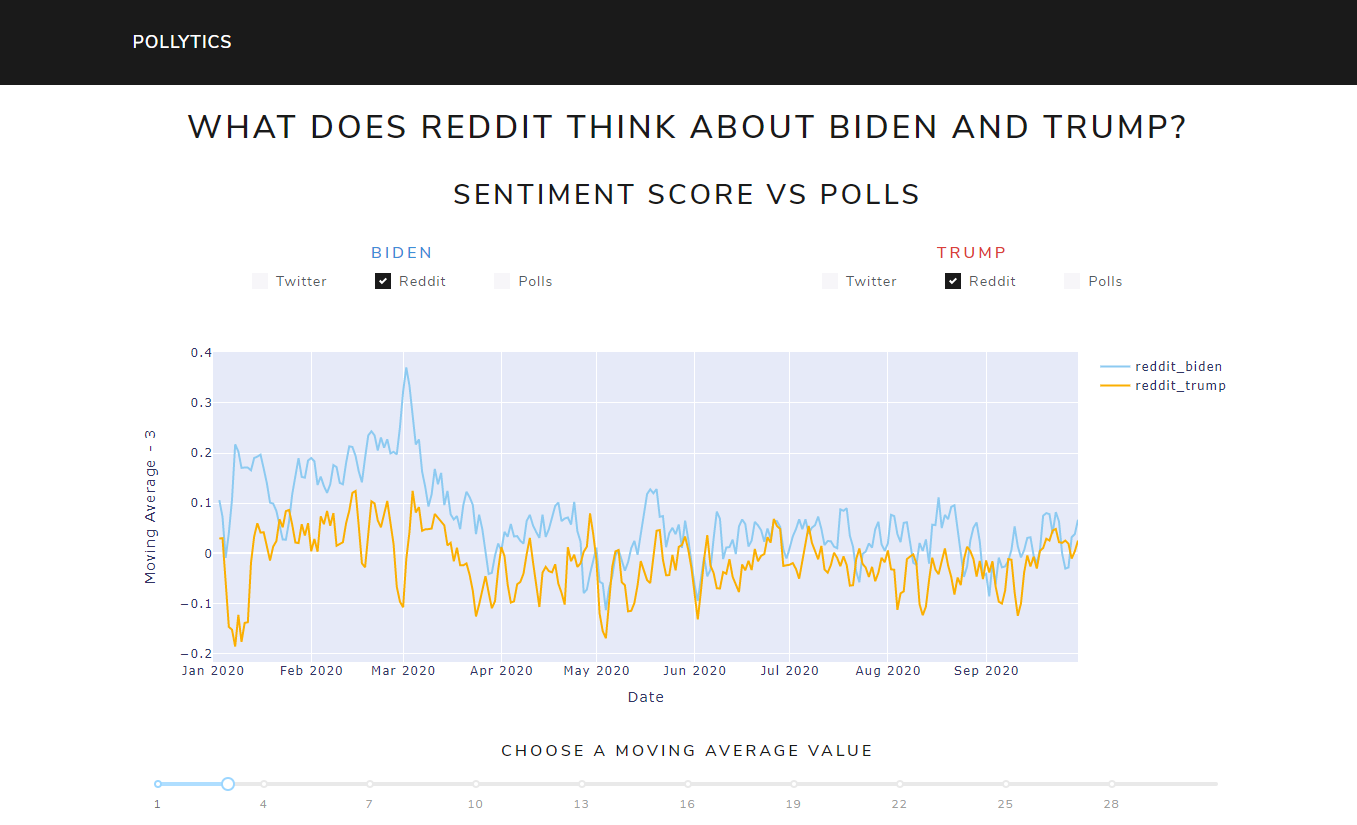 POLLYTICS
WHAT DOES REDDIT THINK ABOUT BIDEN AND TRUMP?
SENTIMENT SCORE VS POLLS
BIDEN
TRUMP
Twitter Reddit Polls
Twitter Reddit Polls
reddit_biden
reddit_trump
Moving Average - 3
0.4
0.3
0.2
0.1
0
−0.1
−0.2
Jan 2020 Feb 2020 Mar 2020 Apr 2020 May 2020 Jun 2020 Jul 2020 Aug 2020 Sep 2020
Date
CHOOSE A MOVING AVERAGE VALUE
1 4 7 10 13 16 19 22 25 28